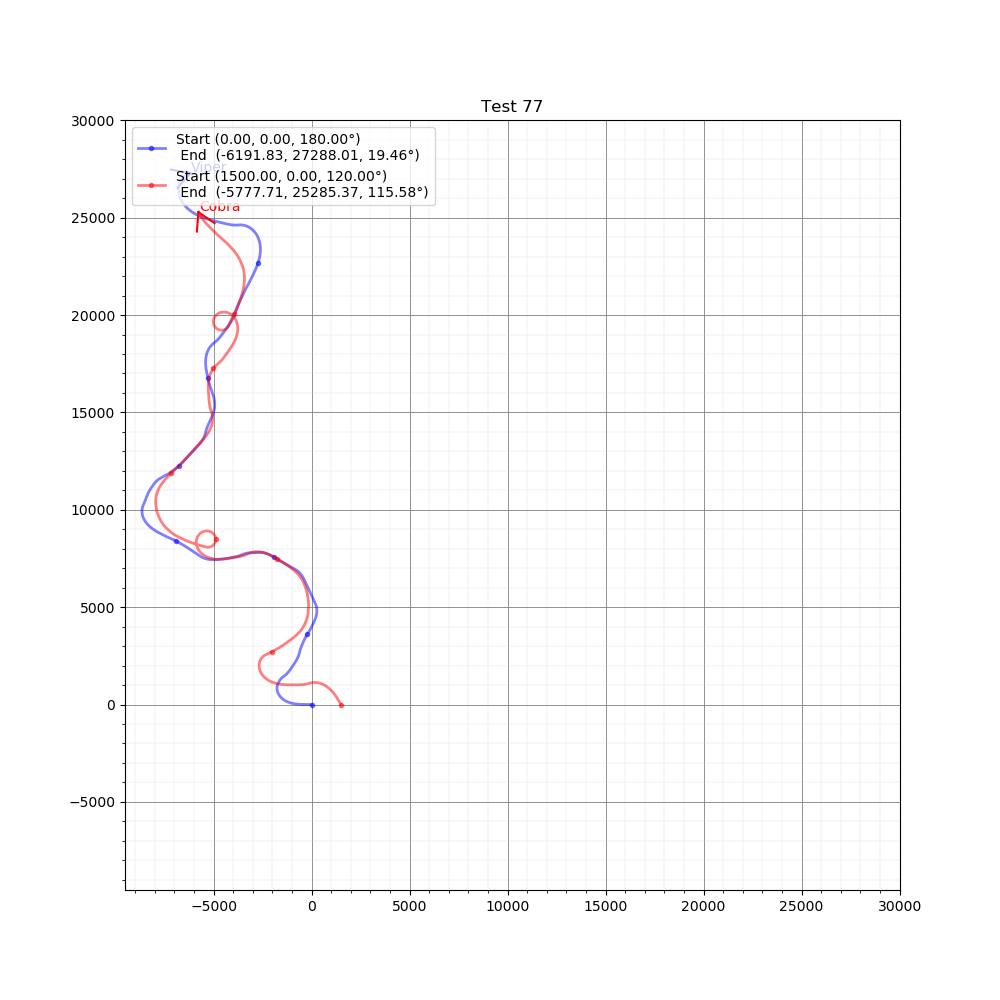 Test 77
Start (0.00, 0.00, 180.00°)
End (-6191.83, 27288.01, 19.46°)
Viper
Start (1500.00, 0.00, 120.00°)
End (-5777.71, 25285.37, 115.58°)
Cobra
30000
25000
20000
15000
10000
5000
0
−5000
−5000 0 5000 10000 15000 20000 25000 30000